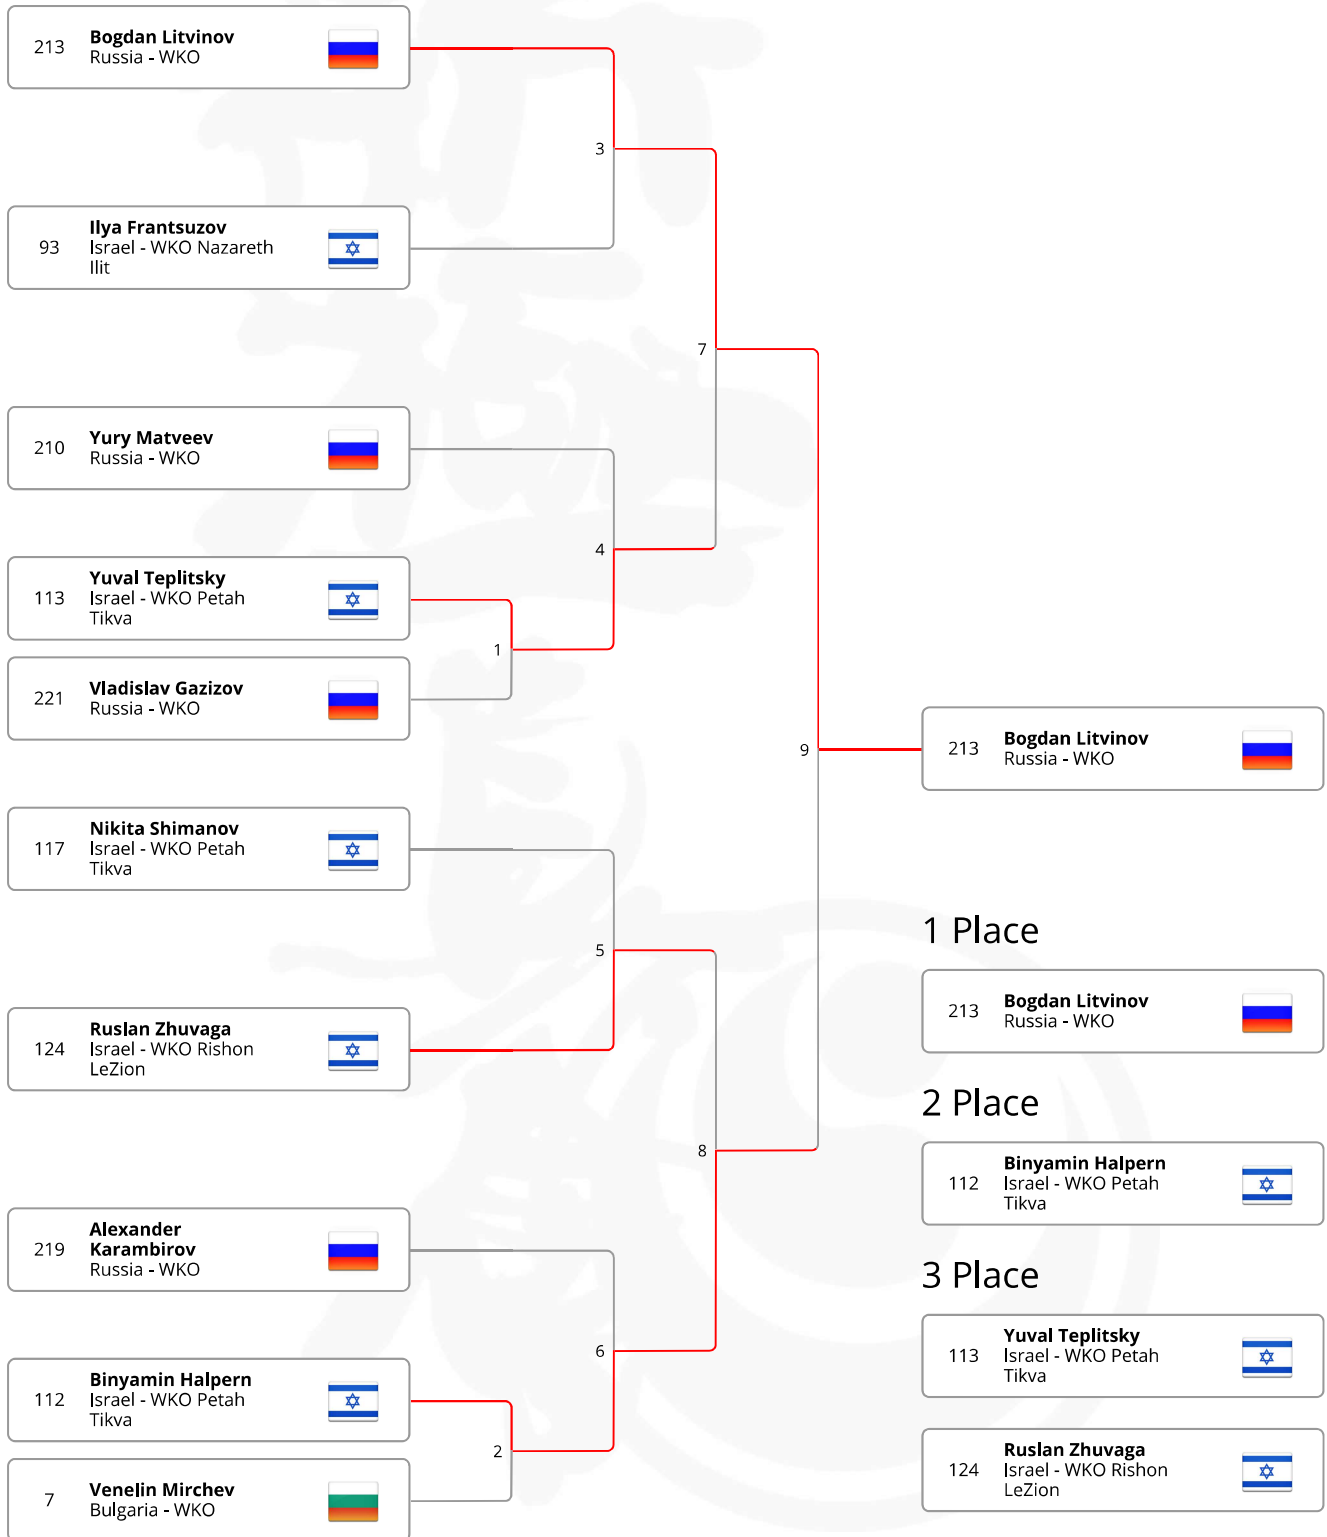 213
Bogdan Litvinov
Russia - WKO
3
93
Ilya Frantsuzov
Israel - WKO Nazareth
Ilit
7
210
Yury Matveev
Russia - WKO
4
113
Yuval Teplitsky
Israel - WKO Petah
Tikva
1
221
Vladislav Gazizov
Russia - WKO
9
213
Bogdan Litvinov
Russia - WKO
117
Nikita Shimanov
Israel - WKO Petah
Tikva
5
124
Ruslan Zhuvaga
Israel - WKO Rishon
LeZion
8
219
Alexander
Karambirov
Russia - WKO
6
112
Binyamin Halpern
Israel - WKO Petah
Tikva
2
7
Venelin Mirchev
Bulgaria - WKO
1 Place
213
Bogdan Litvinov
Russia - WKO
2 Place
112
Binyamin Halpern
Israel - WKO Petah
Tikva
3 Place
113
Yuval Teplitsky
Israel - WKO Petah
Tikva
124
Ruslan Zhuvaga
Israel - WKO Rishon
LeZion